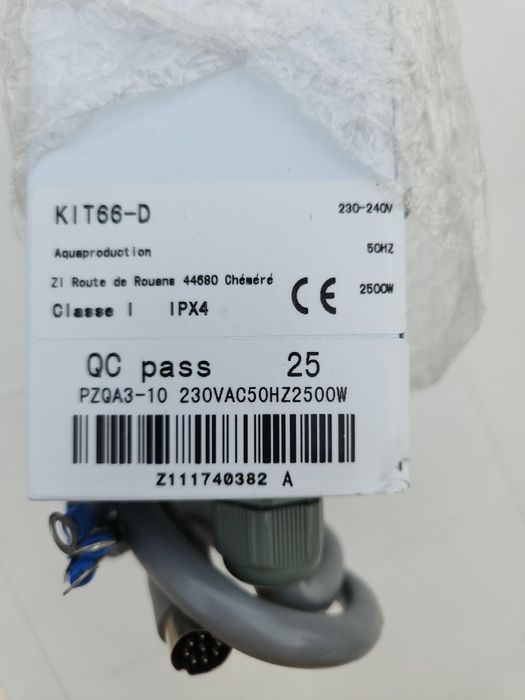 KIT66-D
230-240V
Aquaproduction
50HZ
ZI Route de Rouans 44680 Chéméré
2500W
Classe I IPX4
CE
QC pass 25
PZQA3-10 230VAC50HZ2500W
Z111740382 A